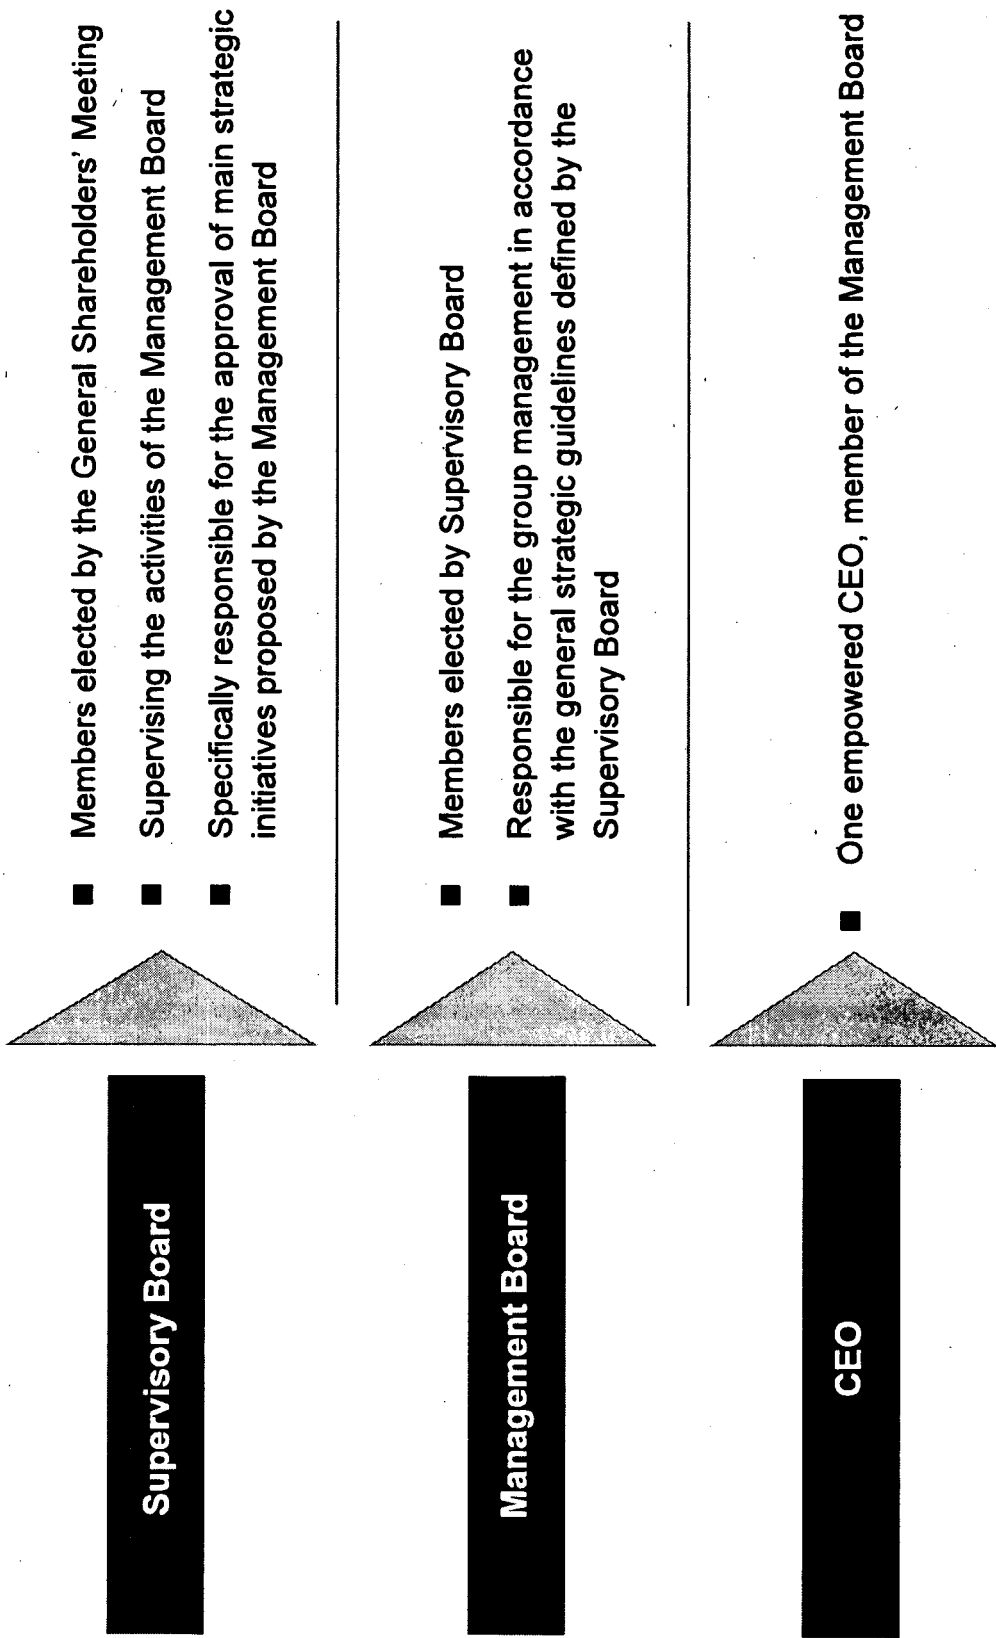 Supervisory Board
■ Members elected by the General Shareholders' Meeting
■ Supervising the activities of the Management Board
■ Specifically responsible for the approval of main strategic
initiatives proposed by the Management Board
Management Board
■ Members elected by Supervisory Board
■ Responsible for the group management in accordance
with the general strategic guidelines defined by the
Supervisory Board
CEO
■ One empowered CEO, member of the Management Board